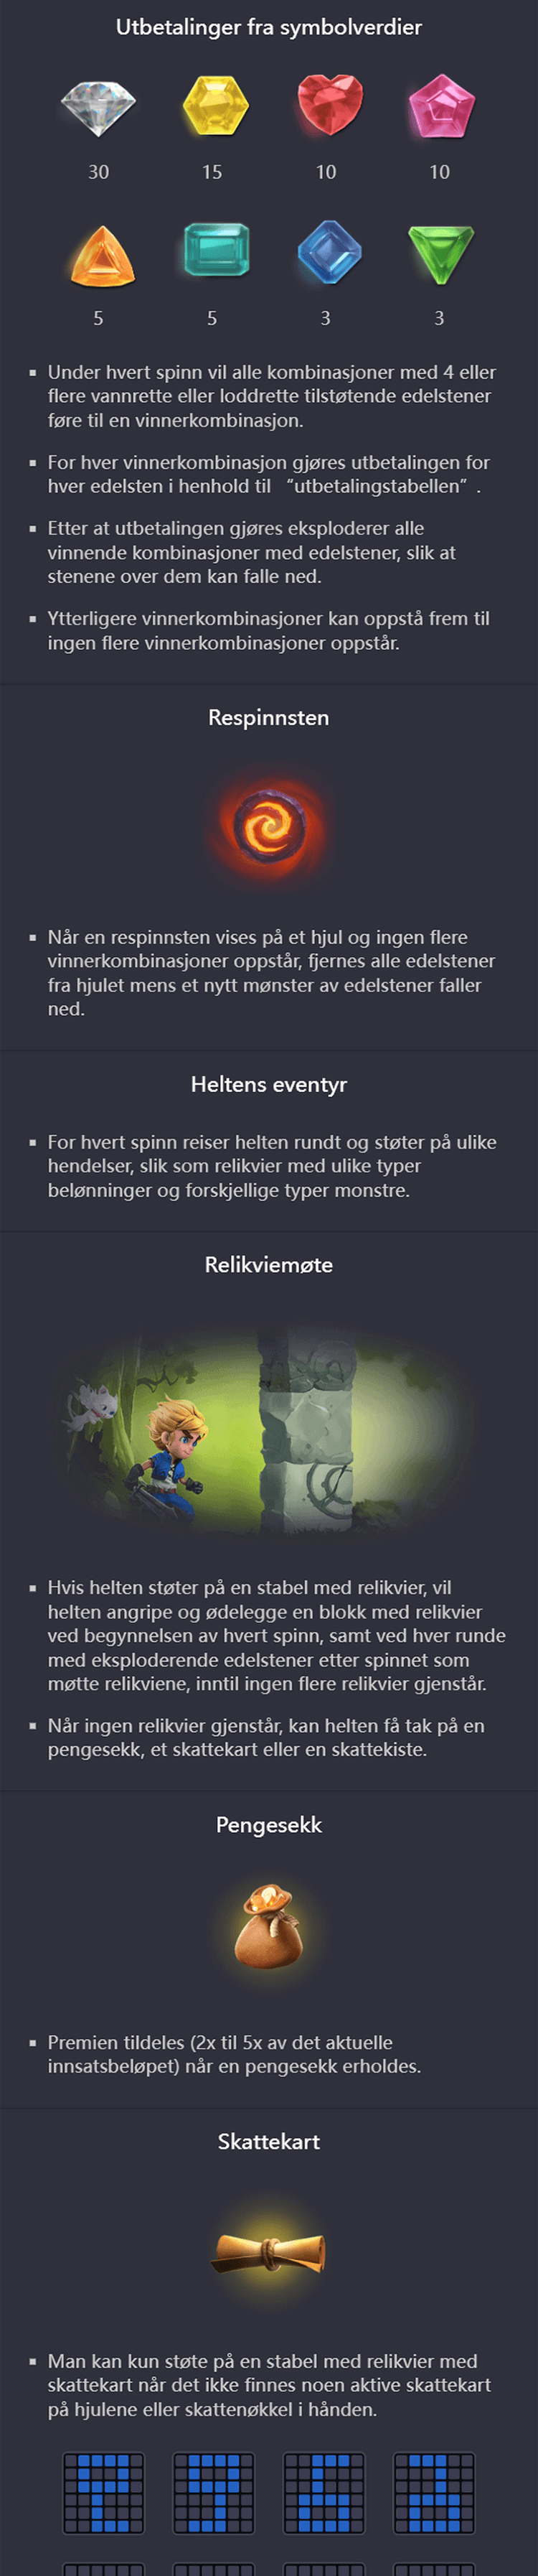 Utbetalinger fra symbolverdier
30 15 10 10
5 5 3 3
▪ Under hvert spinn vil alle kombinasjoner med 4 eller
flere vannrette eller loddrette tilstøtende edelstener
føre til en vinnerkombinasjon.
▪ For hver vinnerkombinasjon gjøres utbetalingen for
hver edelsten i henhold til “utbetalingstabellen” .
▪ Etter at utbetalingen gjøres eksploderer alle
vinnende kombinasjoner med edelstener, slik at
stenene over dem kan falle ned.
▪ Ytterligere vinnerkombinasjoner kan oppstå frem til
ingen flere vinnerkombinasjoner oppstår.
Respinnsten
▪ Når en respinnsten vises på et hjul og ingen flere
vinnerkombinasjoner oppstår, fjernes alle edelstener
fra hjulet mens et nytt mønster av edelstener faller
ned.
Heltens eventyr
▪ For hvert spinn reiser helten rundt og støter på ulike
hendelser, slik som relikvier med ulike typer
belønninger og forskjellige typer monstre.
Relikviemøte
▪ Hvis helten støter på en stabel med relikvier, vil
helten angripe og ødelegge en blokk med relikvier
ved begynnelsen av hvert spinn, samt ved hver runde
med eksploderende edelstener etter spinnet som
møtte relikviene, inntil ingen flere relikvier gjenstår.
▪ Når ingen relikvier gjenstår, kan helten få tak på en
pengesekk, et skattekart eller en skattekiste.
Pengesekk
▪ Premien tildeles (2x til 5x av det aktuelle
innsatsbeløpet) når en pengesekk erholdes.
Skattekart
▪ Man kan kun støte på en stabel med relikvier med
skattekart når det ikke finnes noen aktive skattekart
på hjulene eller skattenøkkel i hånden.